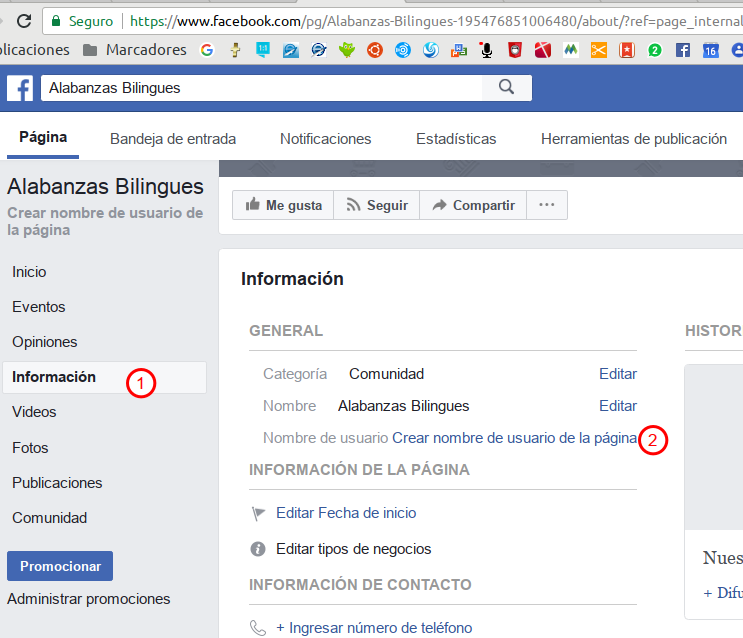 Seguro | https://www.facebook.com/pg/Alabanzas-Bilingues-195476851006480/about/?ref=page_internal
plicaciones Marcadores
Alabanzas Bilingues
Página Bandeja de entrada Notificaciones Estadísticas Herramientas de publicación
Alabanzas Bilingues
Crear nombre de usuario de
la página
Me gusta Seguir Compartir ...
Inicio
Eventos
Opiniones
Información 1
Videos
Fotos
Publicaciones
Comunidad
Promocionar
Administrar promociones
Información
GENERAL
Categoría Comunidad Editar
Nombre Alabanzas Bilingues Editar
Nombre de usuario Crear nombre de usuario de la página 2
INFORMACIÓN DE LA PÁGINA
Editar Fecha de inicio
Editar tipos de negocios
INFORMACIÓN DE CONTACTO
+ Ingresar número de teléfono
HISTOR
Nues
+ Difu